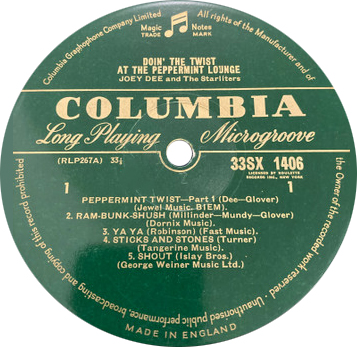 Columbia Graphophone Company Limited
Magic Notes
TRADE MARK
All rights of the Manufacturer and of
the Owner of the recorded work reserved · Unauthorised public performance, broadcasting and copying of this record prohibited
DOIN' THE TWIST
AT THE PEPPERMINT LOUNGE
JOEY DEE and The Starliters
COLUMBIA
Long Playing Microgroove
(RLP267A) 33⅓
33SX 1406
LICENSED BY ROULETTE
RECORDS INC., NEW YORK
1 1
PEPPERMINT TWIST—Part 1 (Dee—Glover)
(Jewel Music. BIEM).
2. RAM-BUNK-SHUSH (Millinder—Mundy—Glover)
(Dornix Music).
3. YA YA (Robinson) (Fast Music).
4. STICKS AND STONES (Turner)
(Tangerine Music).
5. SHOUT (Islay Bros.)
(George Weiner Music Ltd.)
MADE IN ENGLAND